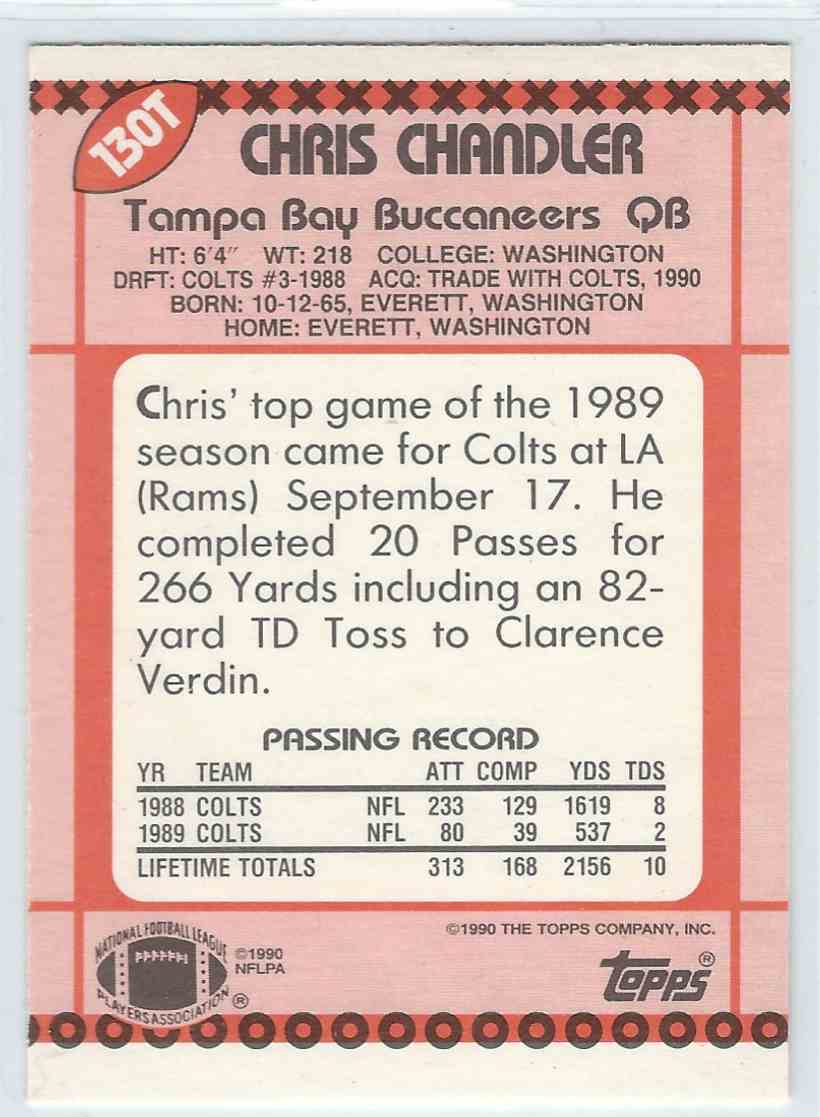 130T
CHRIS CHANDLER
Tampa Bay Buccaneers QB
HT: 6'4" WT: 218 COLLEGE: WASHINGTON
DRFT: COLTS #3-1988 ACQ: TRADE WITH COLTS, 1990
BORN: 10-12-65, EVERETT, WASHINGTON
HOME: EVERETT, WASHINGTON
Chris' top game of the 1989
season came for Colts at LA
(Rams) September 17. He
completed 20 Passes for
266 Yards including an 82-
yard TD Toss to Clarence
Verdin.
PASSING RECORD
YR TEAM ATT COMP YDS TDS
1988 COLTS NFL 233 129 1619 8
1989 COLTS NFL 80 39 537 2
LIFETIME TOTALS 313 168 2156 10
©1990 THE TOPPS COMPANY, INC.
NATIONAL FOOTBALL LEAGUE
PLAYERS ASSOCIATION ®
©1990
NFLPA
topps ®